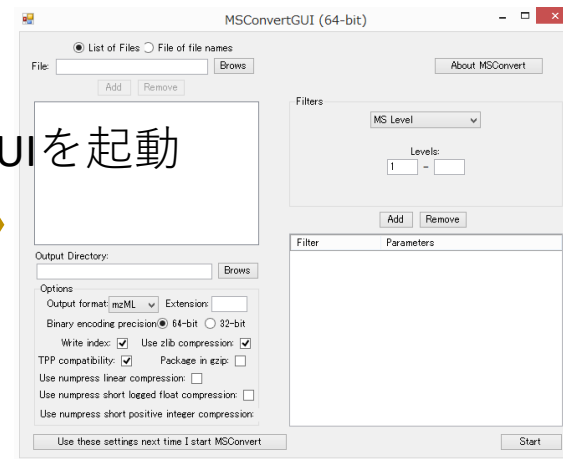 MSConvertGUI (64-bit)
List of Files File of file names
File: Brows
About MSConvert
Add Remove
Filters
MS Level
UIを起動
Levels:
1 -
Add Remove
Filter Parameters
Output Directory:
Brows
Options
Output format: mzML Extension:
Binary encoding precision: 64-bit 32-bit
Write index: Use zlib compression:
TPP compatibility: Package in gzip:
Use numpress linear compression:
Use numpress short logged float compression:
Use numpress short positive integer compression:
Use these settings next time I start MSConvert
Start